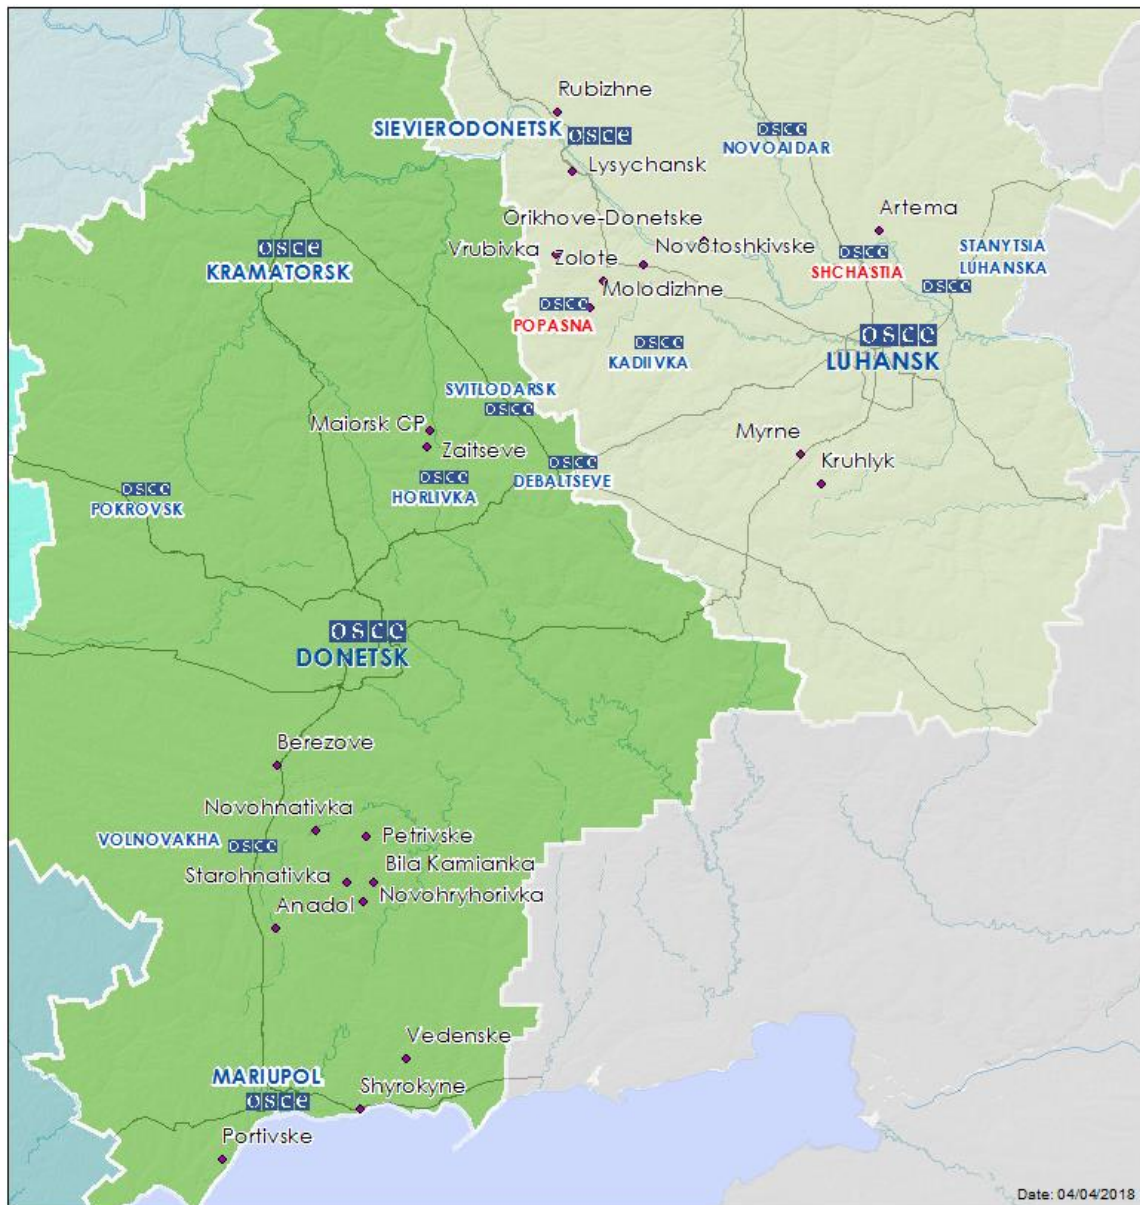 Rubizhne
SIEVIERODONETSK
osce
osce
NOVOAIDAR
Lysychansk
Artema
Orikhove-Donetske
Vrubivka
Zolote
Novotoshkivske
STANYTSIA
LUHANSKA
osce
osce
SHCHASTIA
osce
KRAMATORSK
osce
Molodizhne
osce
POPASNA
osce
KADIIVKA
osce
LUHANSK
SVITLODARSK
osce
Maiorsk CP
Zaitseve
Myrne
Kruhlyk
osce
DEBALTSEVE
osce
HORLIVKA
osce
POKROVSK
osce
DONETSK
Berezove
Novohnativka
VOLNOVAKHA
osce
Petrivske
Bila Kamianka
Starohnativka
Novohryhorivka
Anadol
Vedenske
MARIUPOL
osce
Shyrokyne
Portivske
Date: 04/04/2018